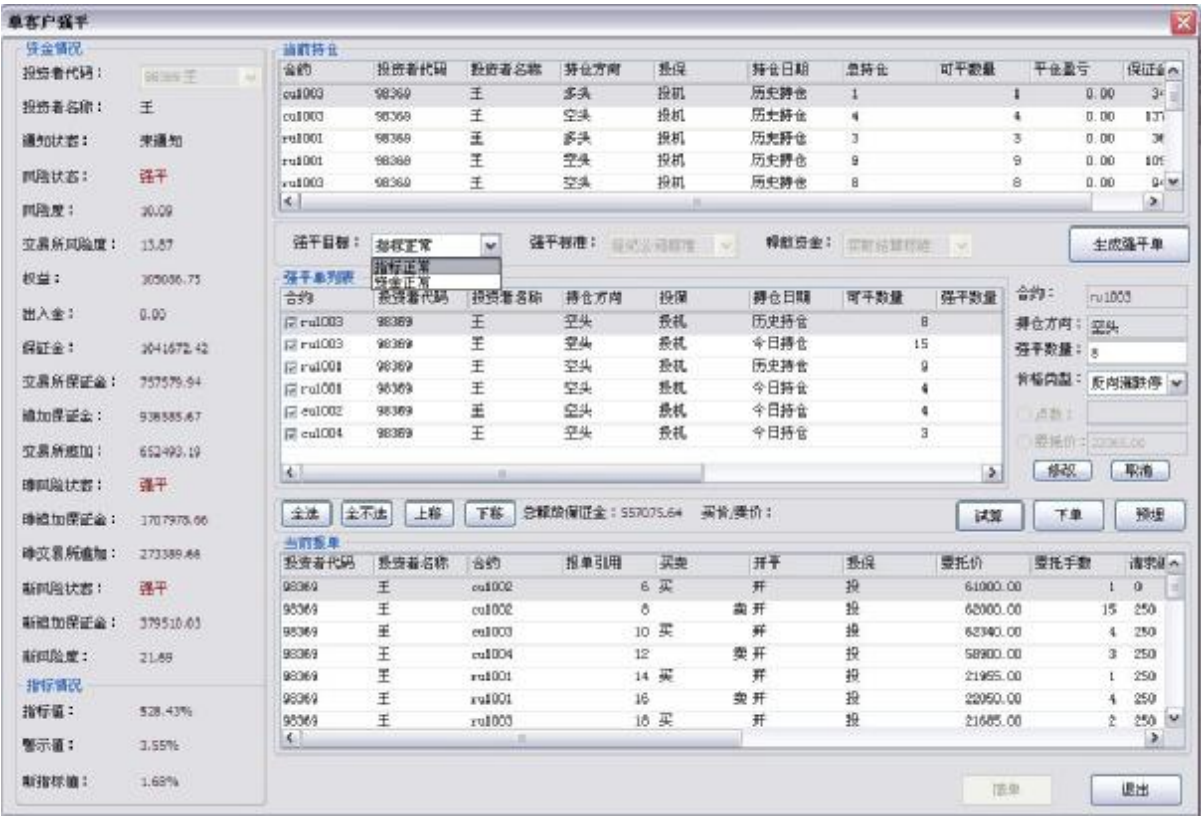 单客户强平
资金情况
投资者代码：
投资者名称： 王
通知状态： 未通知
风险状态： 强平
风险度： 10.09
交易所风险度： 13.87
权益： 105086.75
出入金： 0.00
保证金： 1041672.42
交易所保证金： 757579.94
追加保证金： 936585.67
交易所追加： 652493.19
昨风险状态： 强平
昨追加保证金： 1707978.66
昨交易所追加： 273389.66
新风险状态： 强平
新追加保证金： 379510.03
新风险度： 21.69
指标情况
指标值： 528.43%
警示值： 3.55%
新指标值： 1.69%
当前持仓
合约 投资者代码 投资者名称 持仓方向 投保 持仓日期 总持仓 可平数量 平仓盈亏
cu1003 98369 王 多头 投机 历史持仓 1 1 0.00
cu1003 98369 王 空头 投机 历史持仓 4 4 0.00
ru1001 98369 王 多头 投机 历史持仓 3 3 0.00
ru1001 98369 王 空头 投机 历史持仓 9 9 0.00
ru1003 98369 王 空头 投机 历史持仓 8 8 0.00
强平目标： 指标正常 强平标准： 释放资金： 生成强平单
指标正常
资金正常
强平单列表
合约 投资者代码 投资者名称 持仓方向 投保 持仓日期 可平数量 强平数量
ru1003 98369 王 空头 投机 历史持仓 8
ru1003 98369 王 空头 投机 今日持仓 15
ru1001 98369 王 空头 投机 历史持仓 9
ru1001 98369 王 空头 投机 今日持仓 4
cu1002 98369 王 空头 投机 今日持仓 4
cu1004 98369 王 空头 投机 今日持仓 3
合约： ru1003
持仓方向： 空头
强平数量： 8
价格类型： 反向涨跌停
点数：
委托价：
修改 取消
全选 全不选 上移 下移 总释放保证金：557075.64 买价/卖价： 试算 下单 预埋
当前报单
投资者代码 投资者名称 合约 报单引用 买卖 开平 投保 委托价 委托手数
98369 王 cu1002 6 买 开 投 61000.00 1 0
98369 王 cu1002 8 卖 开 投 62000.00 15 250
98369 王 cu1003 10 买 开 投 62340.00 4 250
98369 王 cu1004 12 卖 开 投 58900.00 3 250
98369 王 ru1001 14 买 开 投 21955.00 1 250
98369 王 ru1001 16 卖 开 投 22050.00 4 250
98369 王 ru1003 18 买 开 投 21685.00 2 250
退出